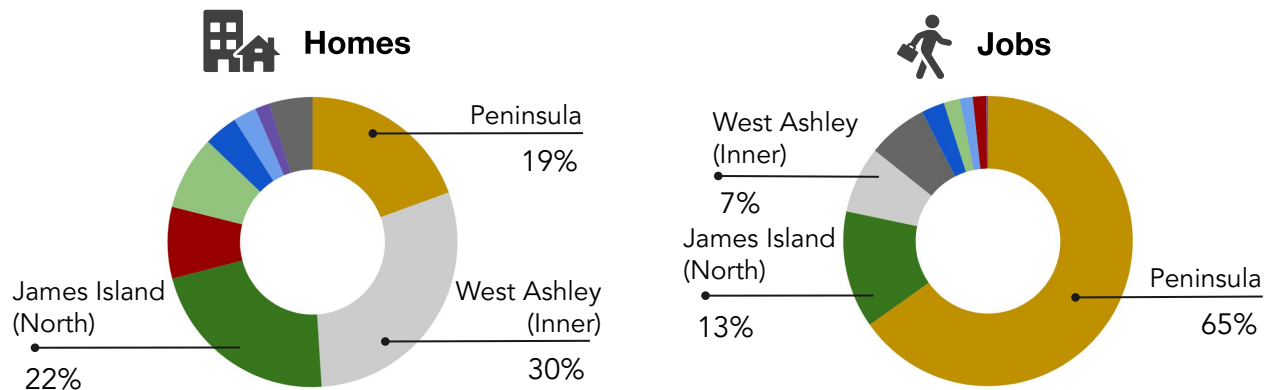 Homes
Peninsula
19%
West Ashley
(Inner)
30%
James Island
(North)
22%
Jobs
West Ashley
(Inner)
7%
James Island
(North)
13%
Peninsula
65%